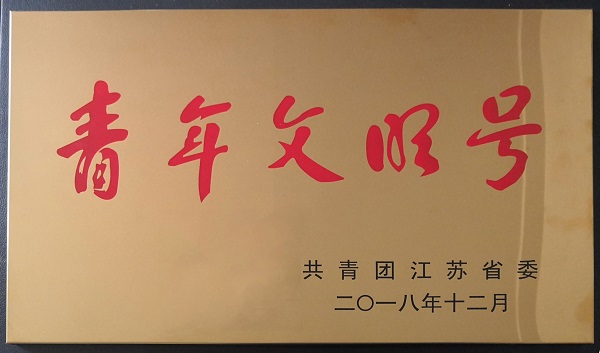 青年文明号
共青团江苏省委
二〇一八年十二月